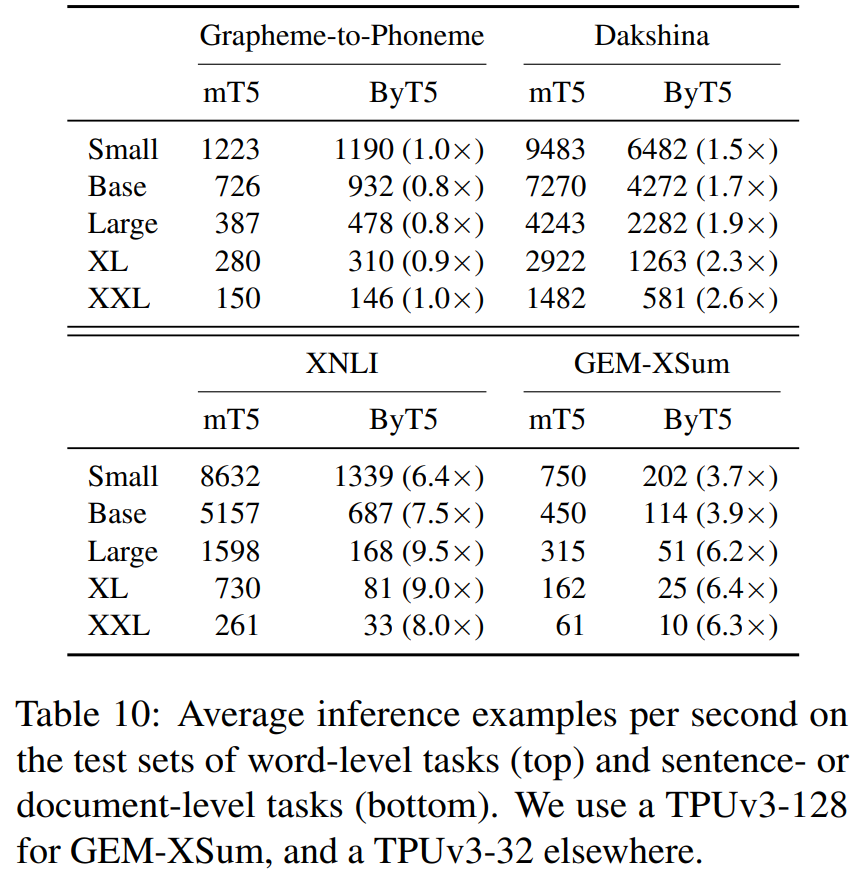 Grapheme-to-Phoneme Dakshina
mT5 ByT5 mT5 ByT5
Small 1223 1190 (1.0×) 9483 6482 (1.5×)
Base 726 932 (0.8×) 7270 4272 (1.7×)
Large 387 478 (0.8×) 4243 2282 (1.9×)
XL 280 310 (0.9×) 2922 1263 (2.3×)
XXL 150 146 (1.0×) 1482 581 (2.6×)
XNLI GEM-XSum
mT5 ByT5 mT5 ByT5
Small 8632 1339 (6.4×) 750 202 (3.7×)
Base 5157 687 (7.5×) 450 114 (3.9×)
Large 1598 168 (9.5×) 315 51 (6.2×)
XL 730 81 (9.0×) 162 25 (6.4×)
XXL 261 33 (8.0×) 61 10 (6.3×)
Table 10: Average inference examples per second on
the test sets of word-level tasks (top) and sentence- or
document-level tasks (bottom). We use a TPUv3-128
for GEM-XSum, and a TPUv3-32 elsewhere.